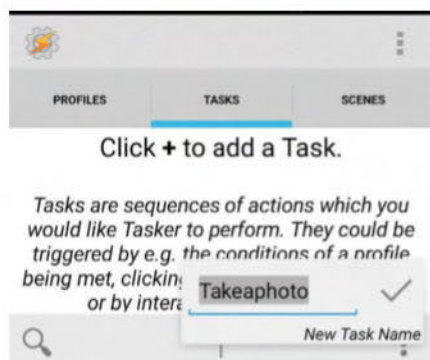 PROFILES TASKS SCENES
Click + to add a Task.
Tasks are sequences of actions which you
would like Tasker to perform. They could be
triggered by e.g. the conditions of a profile
being met, clicking
or by intera
Takeaphoto
New Task Name